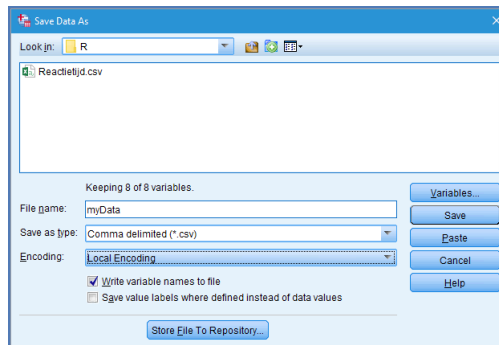 Save Data As
Look in: R
Reactietijd.csv
Keeping 8 of 8 variables.
Variables...
File name: myData
Save
Save as type: Comma delimited (*.csv)
Paste
Encoding: Local Encoding
Cancel
Write variable names to file
Help
Save value labels where defined instead of data values
Store File To Repository...